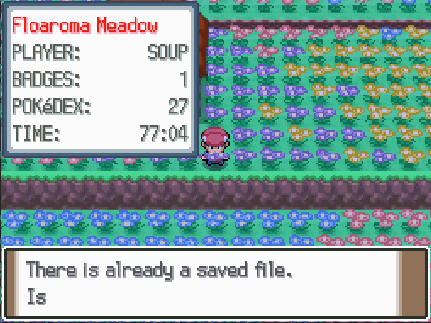 Floaroma Meadow
PLAYER: SOUP
BADGES: 1
POKéDEX: 27
TIME: 77:04
There is already a saved file.
Is